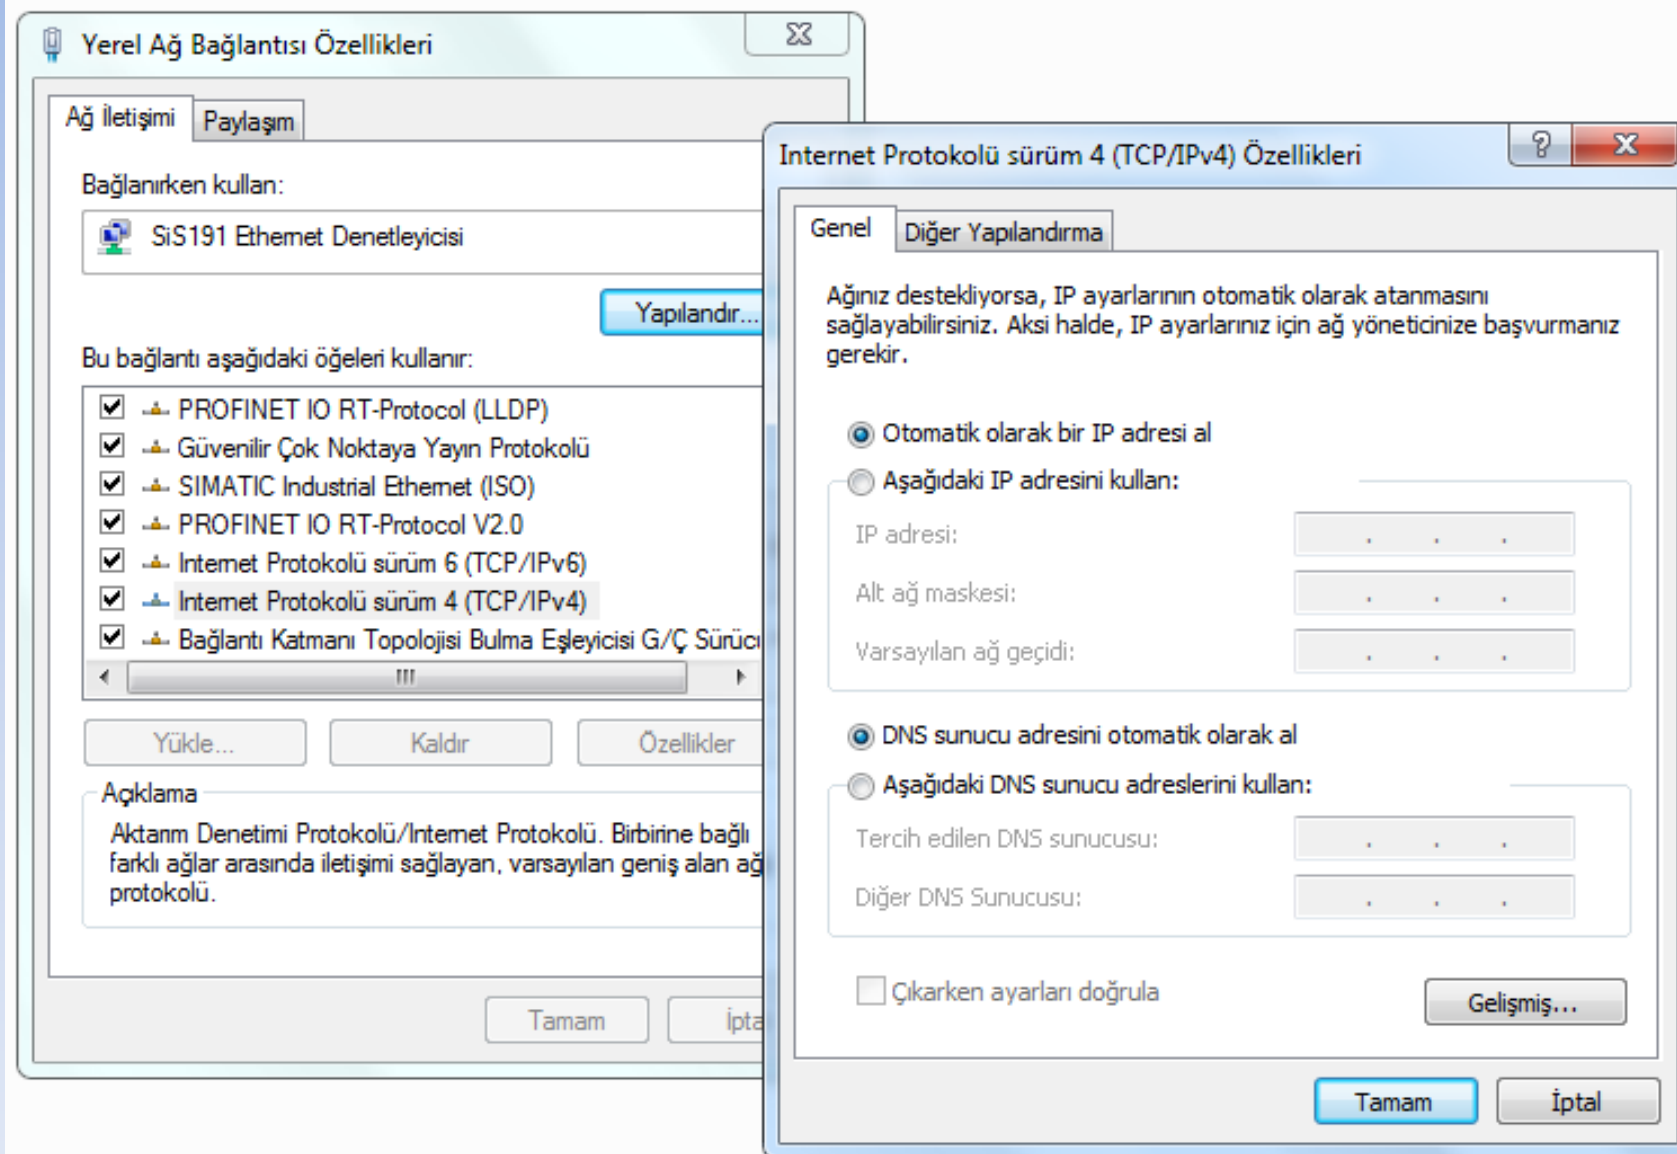 Yerel Ağ Bağlantısı Özellikleri
Ağ İletişimi
Paylaşım
Bağlanırken kullan:
SiS191 Ethernet Denetleyicisi
Yapılandır...
Bu bağlantı aşağıdaki öğeleri kullanır:
PROFINET IO RT-Protocol (LLDP)
Güvenilir Çok Noktaya Yayın Protokolü
SIMATIC Industrial Ethernet (ISO)
PROFINET IO RT-Protocol V2.0
Internet Protokolü sürüm 6 (TCP/IPv6)
Internet Protokolü sürüm 4 (TCP/IPv4)
Bağlantı Katmanı Topolojisi Bulma Eşleyicisi G/Ç Sürücü
Yükle...
Kaldır
Özellikler
Açıklama
Aktarım Denetimi Protokolü/Internet Protokolü. Birbirine bağlı
farklı ağlar arasında iletişimi sağlayan, varsayılan geniş alan ağ
protokolü.
Tamam
İpta
Internet Protokolü sürüm 4 (TCP/IPv4) Özellikleri
Genel
Diğer Yapılandırma
Ağınız destekliyorsa, IP ayarlarının otomatik olarak atanmasını
sağlayabilirsiniz. Aksi halde, IP ayarlarınız için ağ yöneticinize başvurmanız
gerekir.
Otomatik olarak bir IP adresi al
Aşağıdaki IP adresini kullan:
IP adresi:
Alt ağ maskesi:
Varsayılan ağ geçidi:
DNS sunucu adresini otomatik olarak al
Aşağıdaki DNS sunucu adreslerini kullan:
Tercih edilen DNS sunucusu:
Diğer DNS Sunucusu:
Çıkarken ayarları doğrula
Gelişmiş...
Tamam
İptal